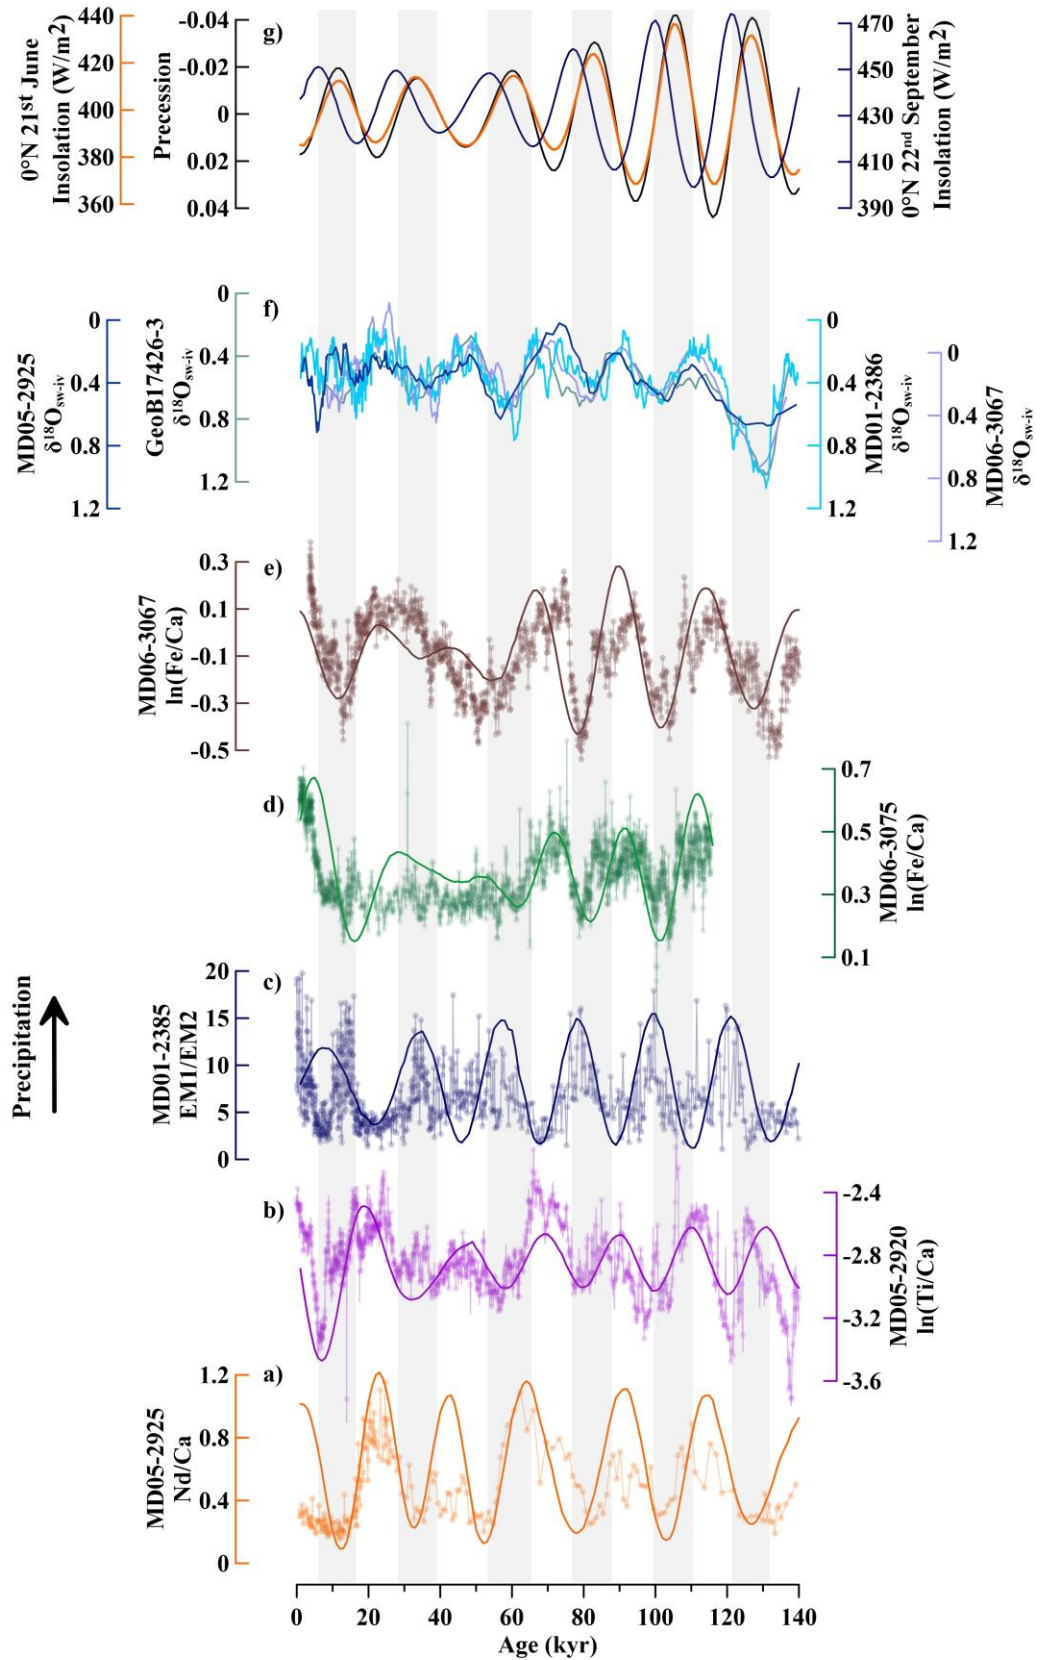 0°N 21st June
Insolation (W/m2)
440
420
400
380
360
Precession
-0.04
-0.02
0
0.02
0.04
g)
470
450
430
410
390
0°N 22nd September
Insolation (W/m2)
MD05-2925
δ18Osw-iv
0
0.4
0.8
1.2
GeoB17426-3
δ18Osw-iv
0
0.4
0.8
1.2
f)
0
0.4
0.8
1.2
MD01-2386
δ18Osw-iv
0
0.4
0.8
1.2
MD06-3067
δ18Osw-iv
MD06-3067
ln(Fe/Ca)
0.3
0.1
-0.1
-0.3
-0.5
e)
d)
0.7
0.5
0.3
0.1
MD06-3075
ln(Fe/Ca)
Precipitation
MD01-2385
EM1/EM2
20
15
10
5
0
c)
b)
-2.4
-2.8
-3.2
-3.6
MD05-2920
ln(Ti/Ca)
MD05-2925
Nd/Ca
1.2
0.8
0.4
0
a)
0 20 40 60 80 100 120 140
Age (kyr)